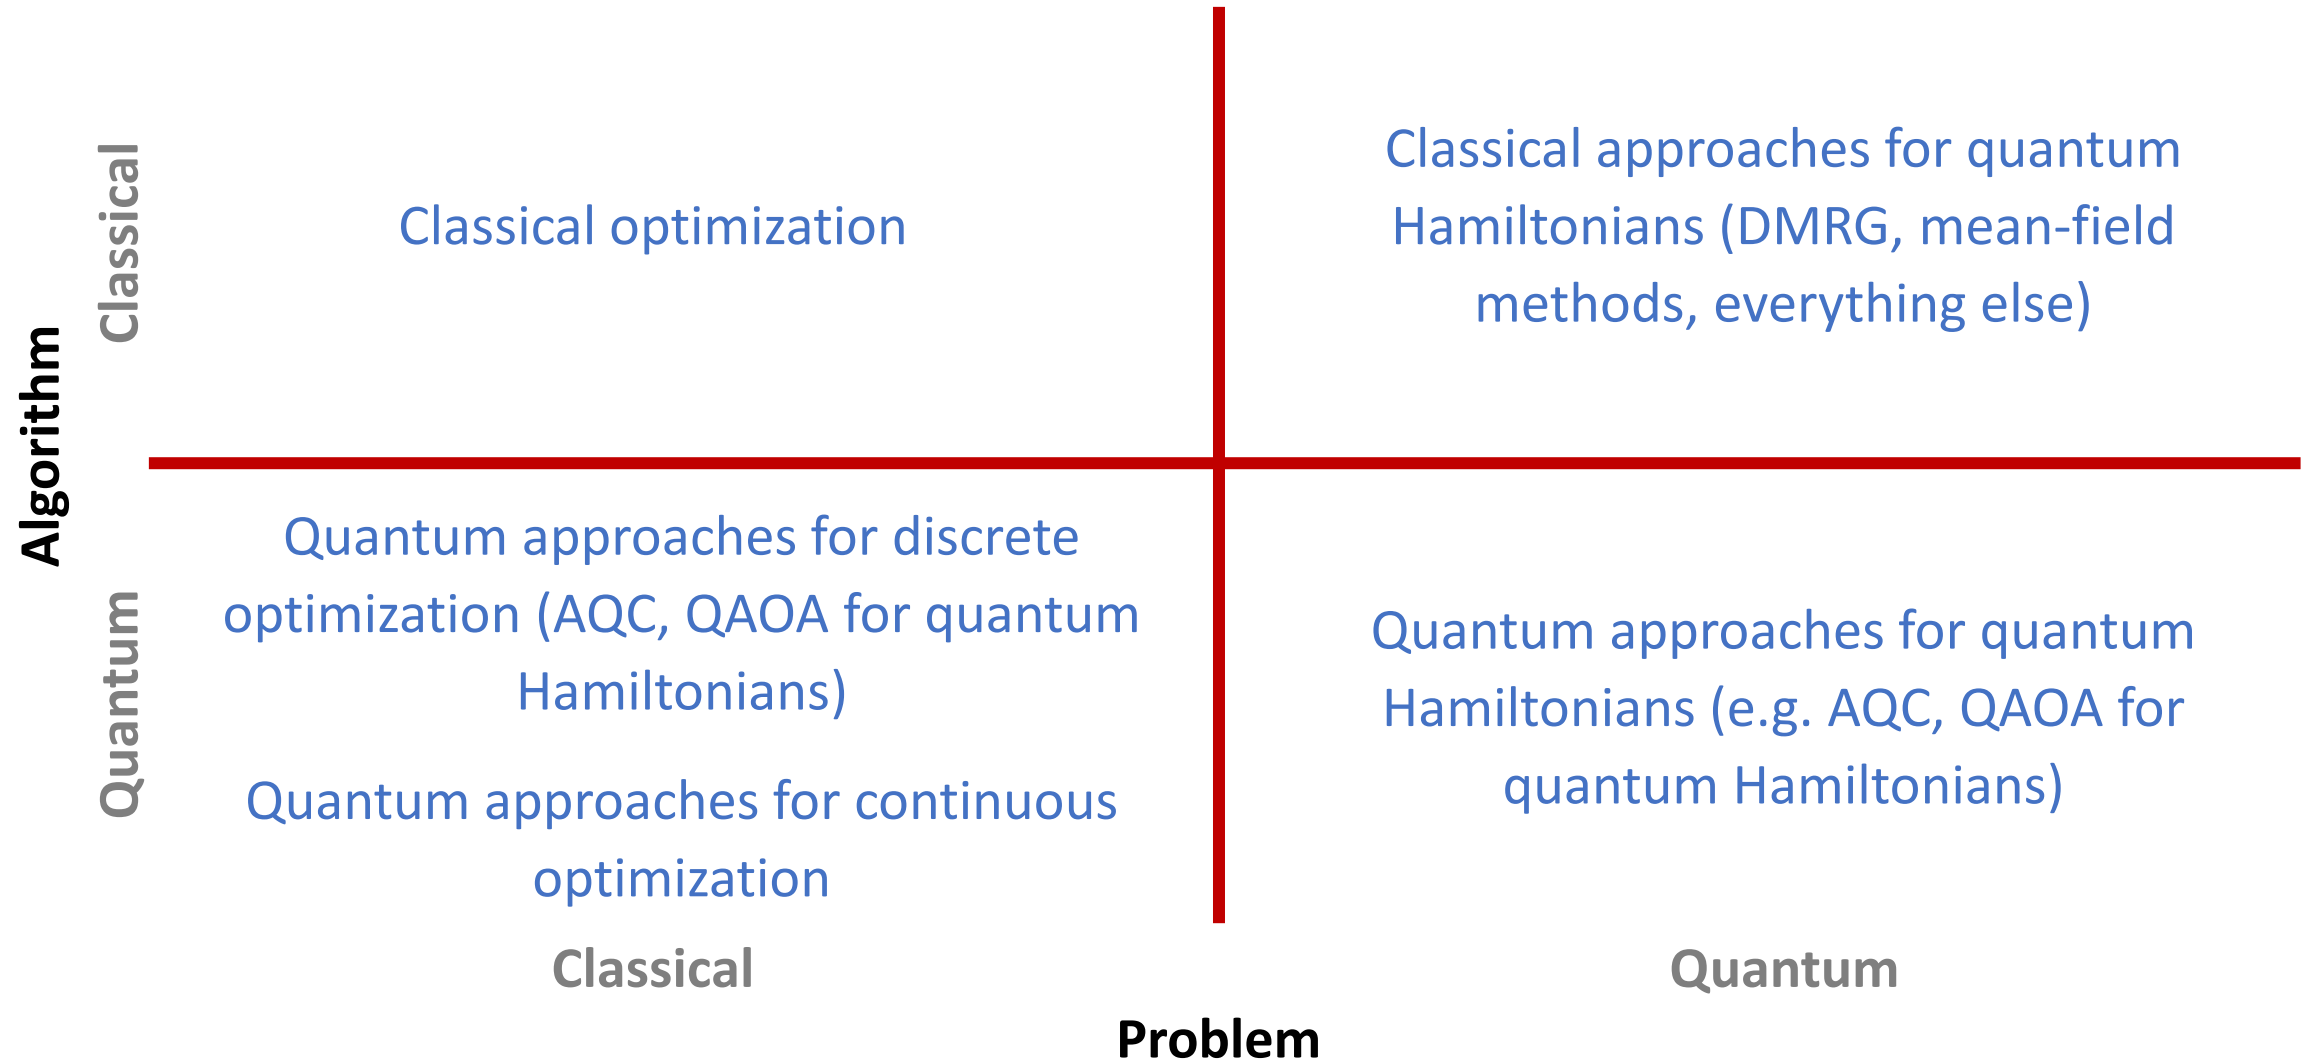 Algorithm
Classical
Classical optimization
Classical approaches for quantum
Hamiltonians (DMRG, mean-field
methods, everything else)
Quantum
Quantum approaches for discrete
optimization (AQC, QAOA for quantum
Hamiltonians)
Quantum approaches for continuous
optimization
Quantum approaches for quantum
Hamiltonians (e.g. AQC, QAOA for
quantum Hamiltonians)
Classical
Quantum
Problem